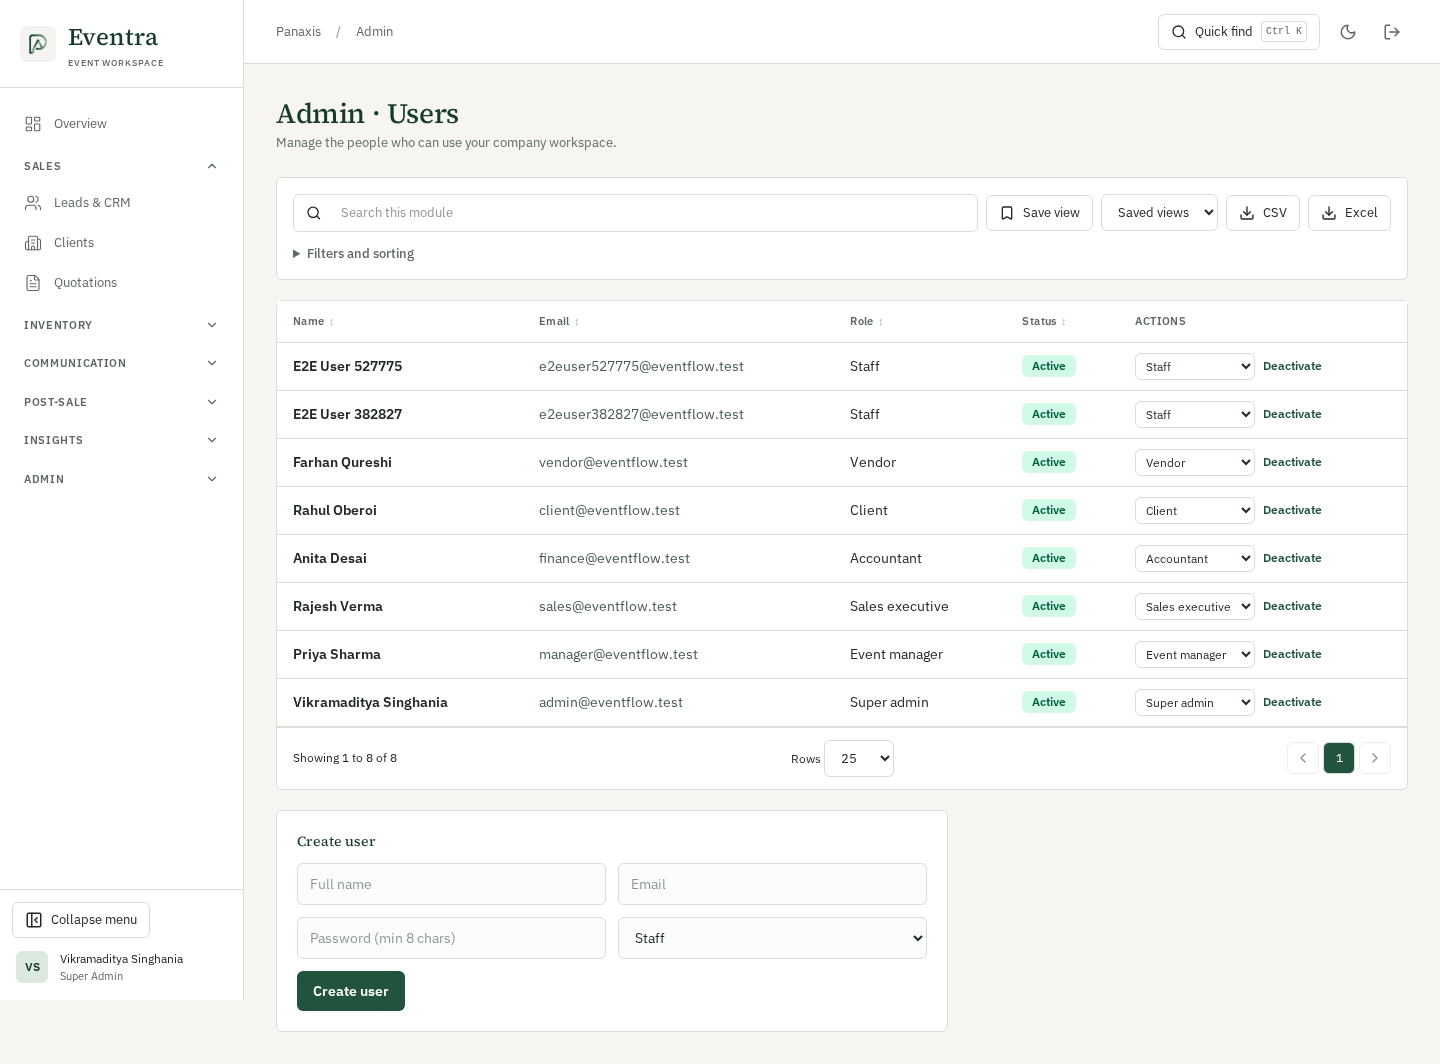 Eventra
EVENT WORKSPACE
Overview
SALES
Leads & CRM
Clients
Quotations
INVENTORY
COMMUNICATION
POST-SALE
INSIGHTS
ADMIN
Collapse menu
VS
Vikramaditya Singhania
Super Admin
Panaxis / Admin
Quick find Ctrl K
Admin · Users
Manage the people who can use your company workspace.
Search this module
Save view
Saved views
CSV
Excel
Filters and sorting
Name ↕ Email ↕ Role ↕ Status ↕ ACTIONS
E2E User 527775 e2euser527775@eventflow.test Staff Active Staff Deactivate
E2E User 382827 e2euser382827@eventflow.test Staff Active Staff Deactivate
Farhan Qureshi vendor@eventflow.test Vendor Active Vendor Deactivate
Rahul Oberoi client@eventflow.test Client Active Client Deactivate
Anita Desai finance@eventflow.test Accountant Active Accountant Deactivate
Rajesh Verma sales@eventflow.test Sales executive Active Sales executive Deactivate
Priya Sharma manager@eventflow.test Event manager Active Event manager Deactivate
Vikramaditya Singhania admin@eventflow.test Super admin Active Super admin Deactivate
Showing 1 to 8 of 8 Rows 25 1
Create user
Full name Email
Password (min 8 chars) Staff
Create user